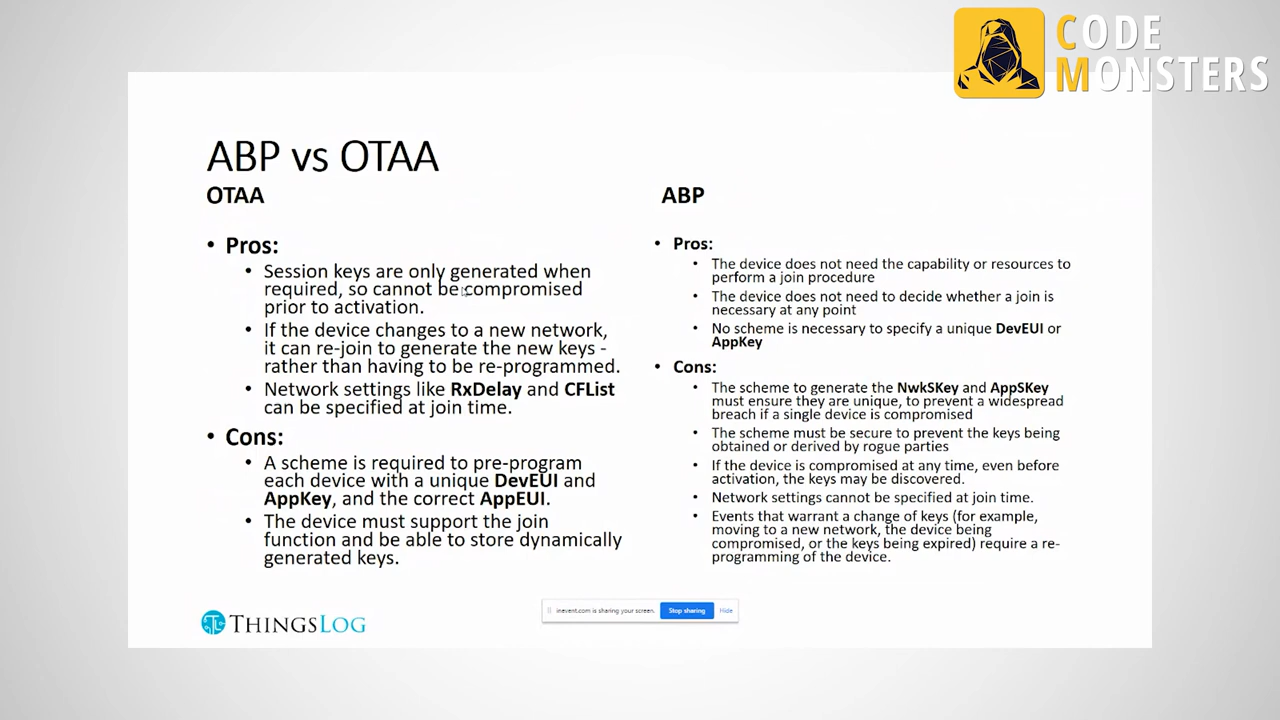 CODE
MONSTERS
ABP vs OTAA
OTAA
• Pros:
• Session keys are only generated when
required, so cannot be compromised
prior to activation.
• If the device changes to a new network,
it can re-join to generate the new keys -
rather than having to be re-programmed.
• Network settings like RxDelay and CFList
can be specified at join time.
• Cons:
• A scheme is required to pre-program
each device with a unique DevEUI and
AppKey, and the correct AppEUI.
• The device must support the join
function and be able to store dynamically
generated keys.
ABP
• Pros:
• The device does not need the capability or resources to
perform a join procedure
• The device does not need to decide whether a join is
necessary at any point
• No scheme is necessary to specify a unique DevEUI or
AppKey
• Cons:
• The scheme to generate the NwkSKey and AppSKey
must ensure they are unique, to prevent a widespread
breach if a single device is compromised
• The scheme must be secure to prevent the keys being
obtained or derived by rogue parties
• If the device is compromised at any time, even before
activation, the keys may be discovered.
• Network settings cannot be specified at join time.
• Events that warrant a change of keys (for example,
moving to a new network, the device being
compromised, or the keys being expired) require a re-
programming of the device.
THINGSLOG
inevent.com is sharing your screen.
Stop sharing
Hide